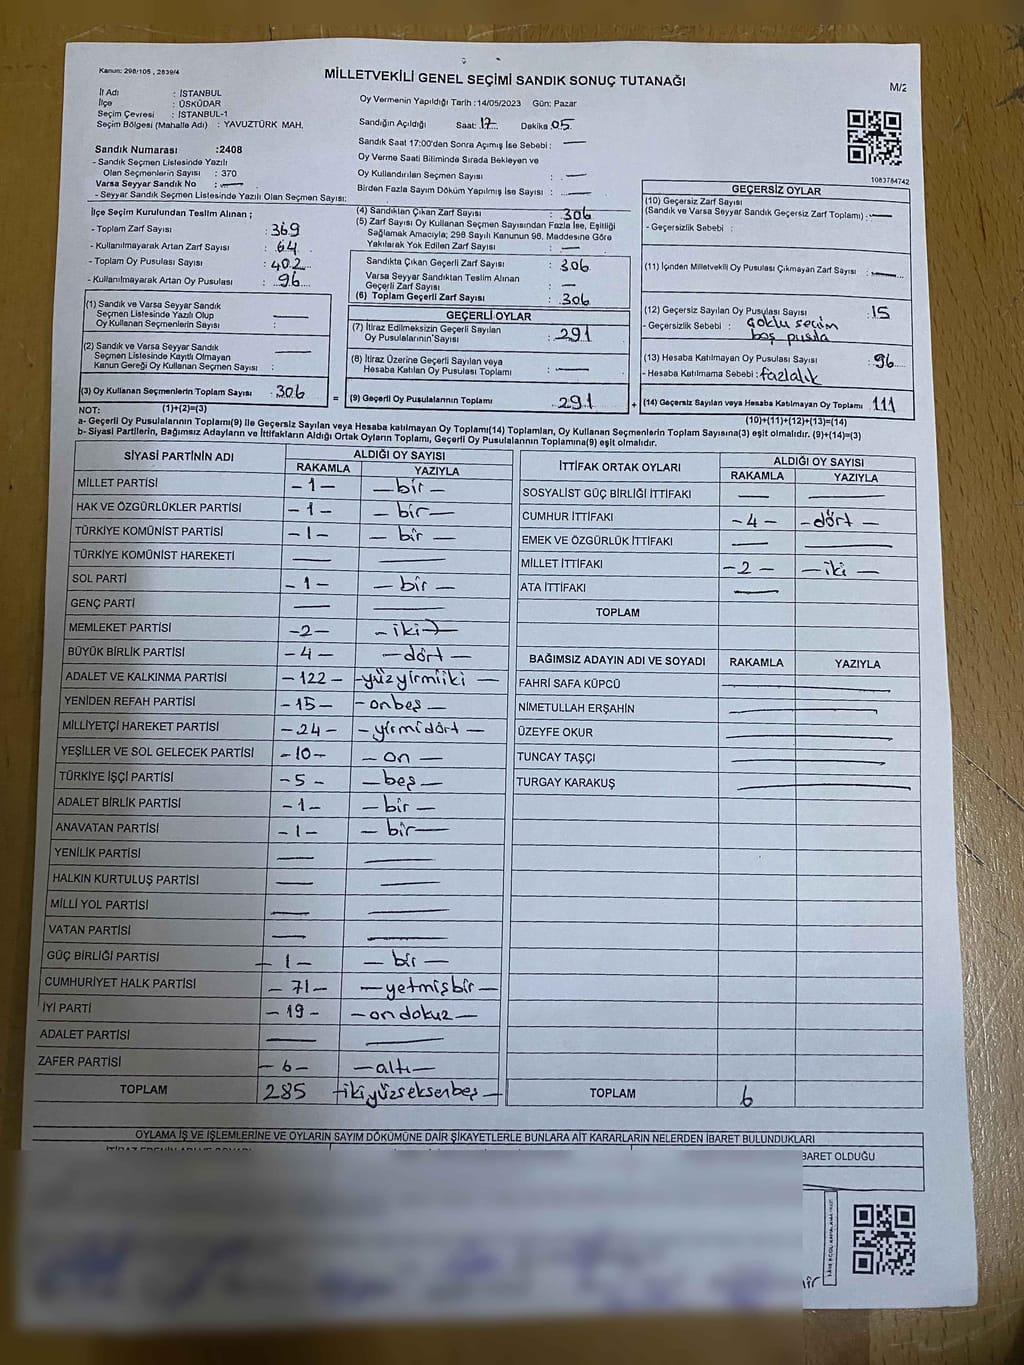 Kanun: 298/105 , 2839/4
MİLLETVEKİLİ GENEL SEÇİMİ SANDIK SONUÇ TUTANAĞI
M/2
İl Adı : İSTANBUL
İlçe : ÜSKÜDAR
Seçim Çevresi : İSTANBUL-1
Seçim Bölgesi (Mahalle Adı) : YAVUZTÜRK MAH.
Sandık Numarası :2408
- Sandık Seçmen Listesinde Yazılı
Olan Seçmenlerin Sayısı : 370
Varsa Seyyar Sandık No : —
- Seyyar Sandık Seçmen Listesinde Yazılı Olan Seçmen Sayısı:
Oy Vermenin Yapıldığı Tarih :14/05/2023 Gün: Pazar
Sandığın Açıldığı Saat: 17 Dakika 05
Sandık Saat 17:00'den Sonra Açımış İse Sebebi : —
Oy Verme Saati Bitiminde Sırada Bekleyen ve
Oy Kullandırılan Seçmen Sayısı : —
Birden Fazla Sayım Döküm Yapılmış İse Sayısı : —
1083784742
İlçe Seçim Kurulundan Teslim Alınan ;
- Toplam Zarf Sayısı : 369
- Kullanılmayarak Artan Zarf Sayısı : 64
- Toplam Oy Pusulası Sayısı : 402
- Kullanılmayarak Artan Oy Pusulası : 96
(4) Sandıktan Çıkan Zarf Sayısı : 306
(5) Zarf Sayısı Oy Kullanan Seçmen Sayısından Fazla İse, Eşitliği
Sağlamak Amacıyla; 298 Sayılı Kanunun 98. Maddesine Göre
Yakılarak Yok Edilen Zarf Sayısı : —
Sandıkta Çıkan Geçerli Zarf Sayısı : 306
Varsa Seyyar Sandıktan Teslim Alınan
Geçerli Zarf Sayısı : —
(6) Toplam Geçerli Zarf Sayısı : 306
GEÇERSİZ OYLAR
(10) Geçersiz Zarf Sayısı
(Sandık ve Varsa Seyyar Sandık Geçersiz Zarf Toplamı) : —
- Geçersizlik Sebebi :
(11) İçinden Milletvekili Oy Pusulası Çıkmayan Zarf Sayısı : —
(12) Geçersiz Sayılan Oy Pusulası Sayısı : 15
- Geçersizlik Sebebi : Çoklu seçim
boş pusla
(13) Hesaba Katılmayan Oy Pusulası Sayısı : 96
- Hesaba Katılmama Sebebi : fazlalık
(1) Sandık ve Varsa Seyyar Sandık
Seçmen Listesinde Yazılı Olup
Oy Kullanan Seçmenlerin Sayısı : —
(2) Sandık ve Varsa Seyyar Sandık
Seçmen Listesinde Kayıtlı Olmayan
Kanun Gereği Oy Kullanan Seçmen Sayısı : —
GEÇERLİ OYLAR
(7) İtiraz Edilmeksizin Geçerli Sayılan
Oy Pusulalarının Sayısı : 291
(8) İtiraz Üzerine Geçerli Sayılan veya
Hesaba Katılan Oy Pusulası Toplamı : —
(3) Oy Kullanan Seçmenlerin Toplam Sayısı : 306 = (9) Geçerli Oy Pusulalarının Toplamı : 291 + (14) Geçersiz Sayılan veya Hesaba Katılmayan Oy Pusulası Toplamı 111
NOT: (1)+(2)=(3) (10)+(11)+(12)+(13)=(14)
a- Geçerli Oy Pusulalarının Toplamı(9) ile Geçersiz Sayılan veya Hesaba katılmayan Oy Pusulası Toplamı(14) Toplamları, Oy Kullanan Seçmenlerin Toplam Sayısına(3) eşit olmalıdır. (9)+(14)=(3)
b- Siyasi Partilerin, Bağımsız Adayların ve İttifakların Aldığı Ortak Oyların Toplamı, Geçerli Oy Pusulalarının Toplamına(9) eşit olmalıdır.
SİYASİ PARTİNİN ADI ALDIĞI OY SAYISI
RAKAMLA YAZIYLA
MİLLET PARTİSİ -1- - bir -
HAK VE ÖZGÜRLÜKLER PARTİSİ -1- - bir -
TÜRKİYE KOMÜNİST PARTİSİ -1- - bir -
TÜRKİYE KOMÜNİST HAREKETİ — —
SOL PARTİ -1- - bir -
GENÇ PARTİ — —
MEMLEKET PARTİSİ -2- - iki -
BÜYÜK BİRLİK PARTİSİ -4- - dört -
ADALET VE KALKINMA PARTİSİ -122- - yüzyirmiiki -
YENİDEN REFAH PARTİSİ -15- - onbeş -
MİLLİYETÇİ HAREKET PARTİSİ -24- - yirmidört -
YEŞİLLER VE SOL GELECEK PARTİSİ -10- - on -
TÜRKİYE İŞÇİ PARTİSİ -5- - beş -
ADALET BİRLİK PARTİSİ -1- - bir -
ANAVATAN PARTİSİ -1- - bir -
YENİLİK PARTİSİ — —
HALKIN KURTULUŞ PARTİSİ — —
MİLLİ YOL PARTİSİ — —
VATAN PARTİSİ — —
GÜÇ BİRLİĞİ PARTİSİ -1- - bir -
CUMHURİYET HALK PARTİSİ -71- - yetmişbir -
İYİ PARTİ -19- - ondokuz -
ADALET PARTİSİ — —
ZAFER PARTİSİ -6- - altı -
TOPLAM 285 ikiyüzseksenbeş -
İTTİFAK ORTAK OYLARI ALDIĞI OY SAYISI
RAKAMLA YAZIYLA
SOSYALİST GÜÇ BİRLİĞİ İTTİFAKI — —
CUMHUR İTTİFAKI -4- - dört -
EMEK VE ÖZGÜRLÜK İTTİFAKI — —
MİLLET İTTİFAKI -2- - iki -
ATA İTTİFAKI —
TOPLAM
BAĞIMSIZ ADAYIN ADI VE SOYADI RAKAMLA YAZIYLA
FAHRİ SAFA KÜPCÜ —
NİMETULLAH ERŞAHİN —
ÜZEYFE OKUR —
TUNCAY TAŞÇI —
TURGAY KARAKUŞ —
TOPLAM 6
OYLAMA İŞ VE İŞLEMLERİNE VE OYLARIN SAYIM DÖKÜMÜNE DAİR ŞİKAYETLERLE BUNLARA AİT KARARLARIN NELERDEN İBARET BULUNDUKLARI
BARET OLDUĞU